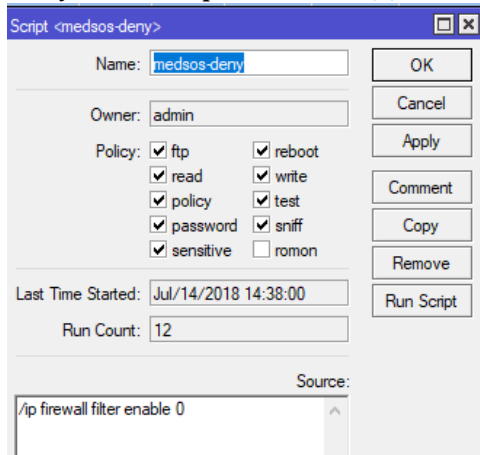 Script <medsos-deny>
Name: medsos-deny
OK
Owner: admin
Cancel
Policy: ftp reboot
Apply
read write
policy test
Comment
password sniff
Copy
sensitive romon
Remove
Last Time Started: Jul/14/2018 14:38:00
Run Script
Run Count: 12
Source:
/ip firewall filter enable 0